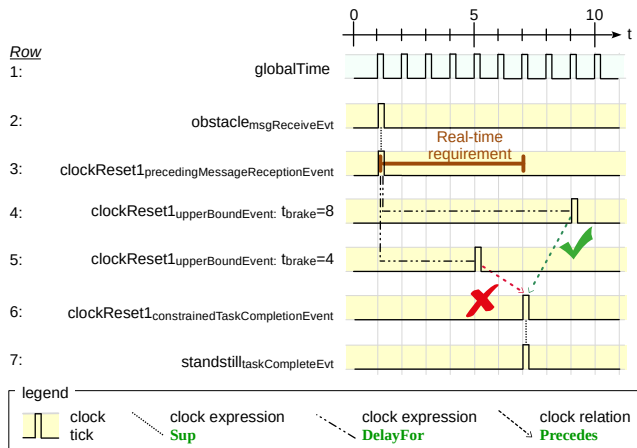 0 5 10
t
Row
1: globalTime
2: obstaclemsgReceiveEvt
Real-time
requirement
3: clockReset1precedingMessageReceptionEvent
4: clockReset1upperBoundEvent: tbrake=8
5: clockReset1upperBoundEvent: tbrake=4
6: clockReset1constrainedTaskCompletionEvent
7: standstilltaskCompleteEvt
legend
clock clock expression clock expression clock relation
tick Sup DelayFor Precedes